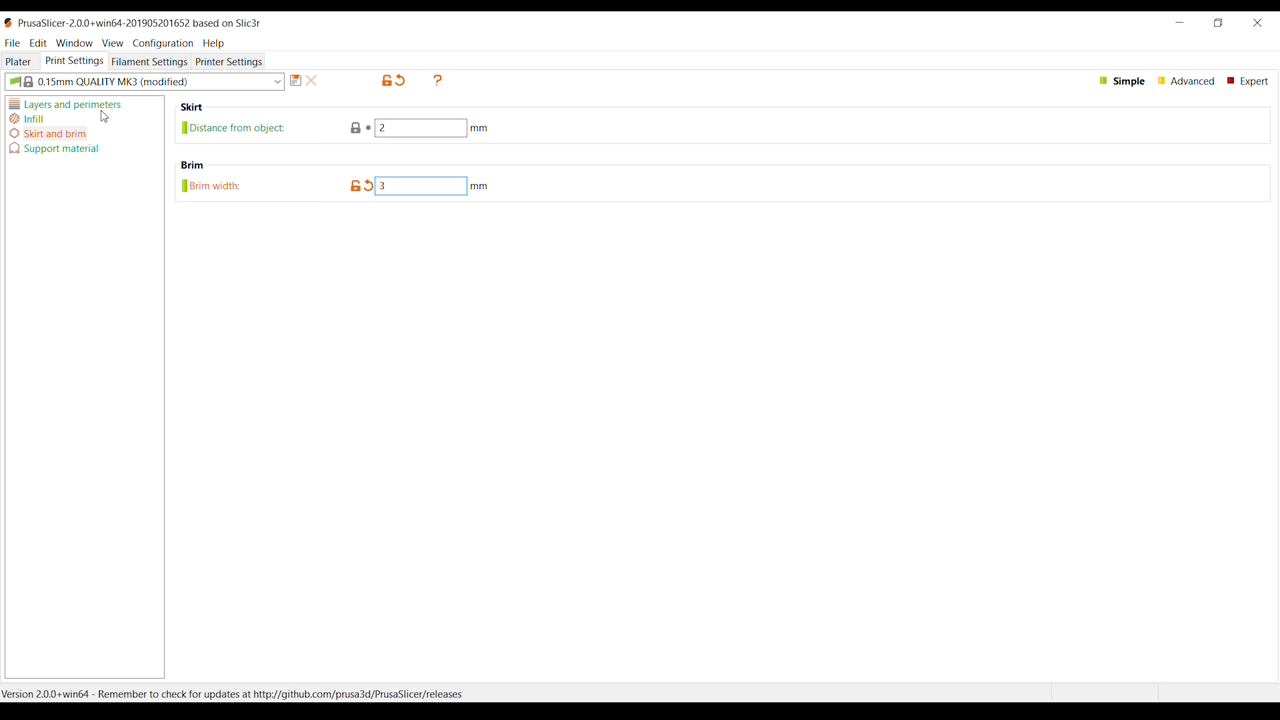 PrusaSlicer-2.0.0+win64-201905201652 based on Slic3r
File Edit Window View Configuration Help
Plater Print Settings Filament Settings Printer Settings
0.15mm QUALITY MK3 (modified) ? Simple Advanced Expert
Layers and perimeters
Infill
Skirt and brim
Support material
Skirt
Distance from object: 2 mm
Brim
Brim width: 3 mm
Version 2.0.0+win64 - Remember to check for updates at http://github.com/prusa3d/PrusaSlicer/releases